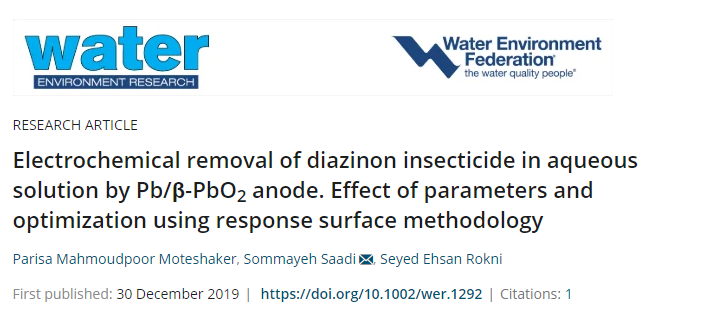 water
ENVIRONMENT RESEARCH
Water Environment
Federation®
the water quality people®
RESEARCH ARTICLE
Electrochemical removal of diazinon insecticide in aqueous
solution by Pb/β-PbO₂ anode. Effect of parameters and
optimization using response surface methodology
Parisa Mahmoudpoor Moteshaker, Sommayeh Saadi, Seyed Ehsan Rokni
First published: 30 December 2019 | https://doi.org/10.1002/wer.1292 | Citations: 1